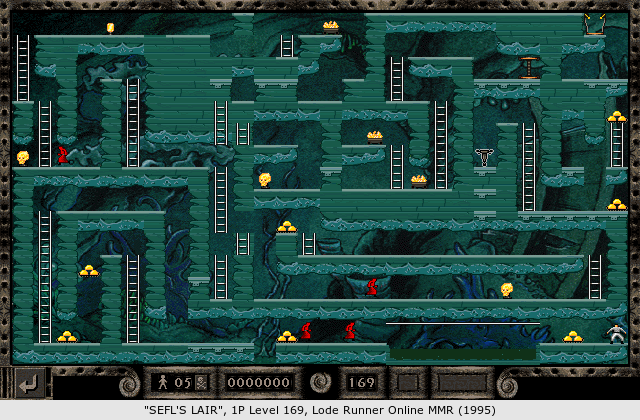 05 0000000 169
"SEFL'S LAIR", 1P Level 169, Lode Runner Online MMR (1995)